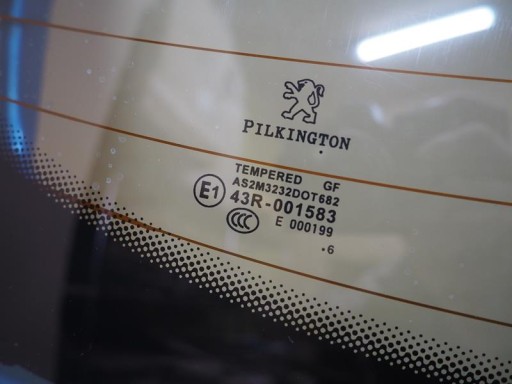 PILKINGTON
TEMPERED GF
AS2M3232DOT682
E1 43R-001583
CCC E 000199
.6